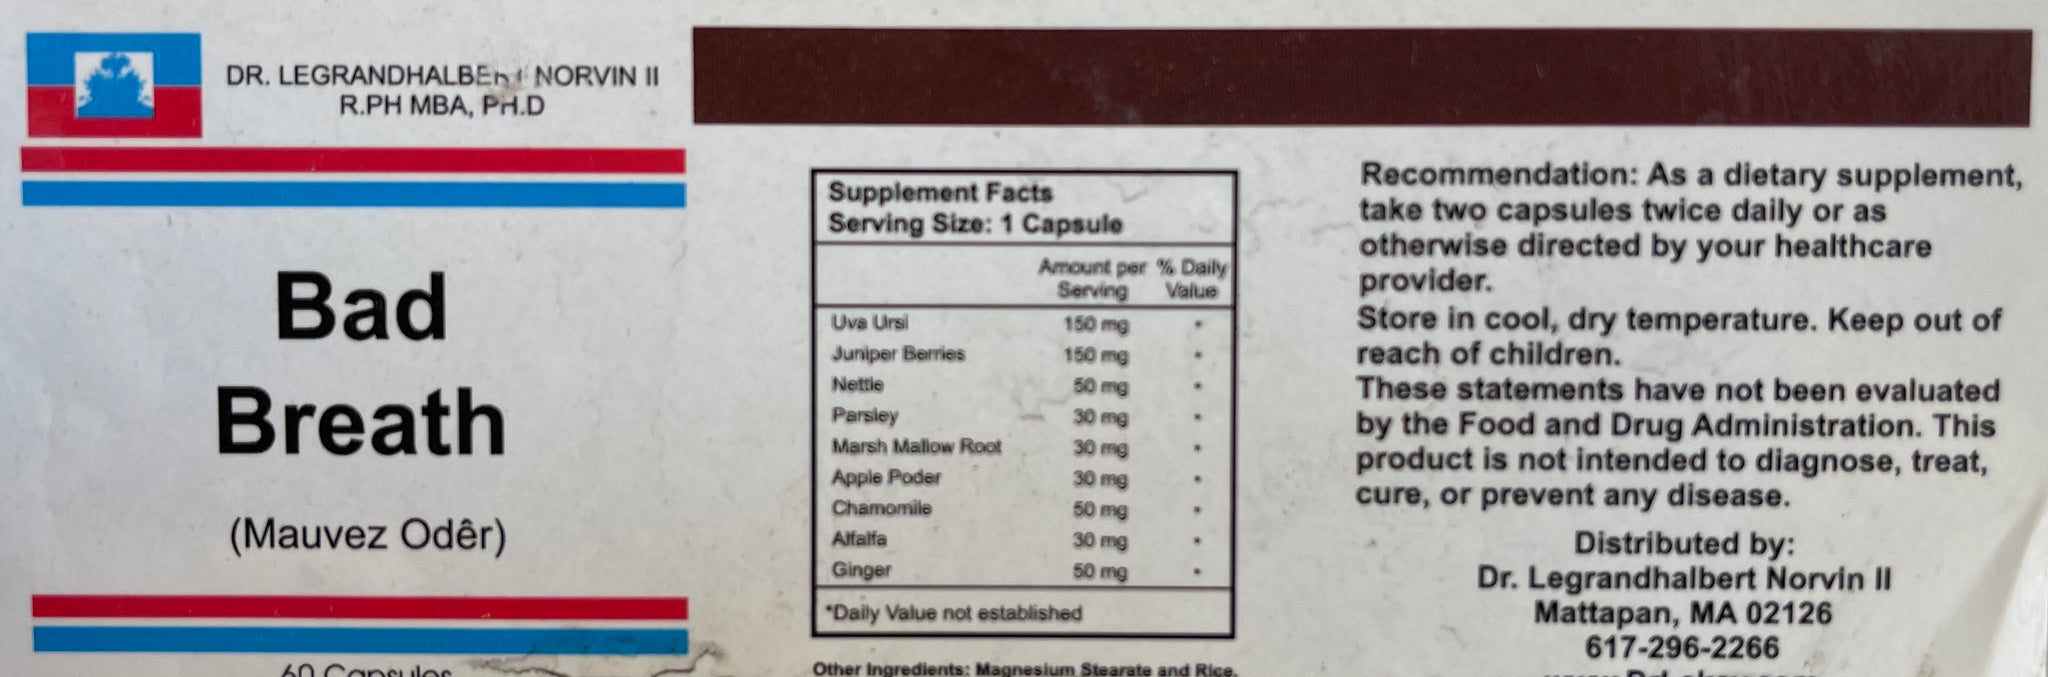 DR. LEGRANDHALBERT NORVIN II
R.PH MBA, PH.D
Bad
Breath
(Mauvez Odêr)
60 Capsules
Supplement Facts
Serving Size: 1 Capsule
Amount per % Daily
Serving Value
Uva Ursi 150 mg *
Juniper Berries 150 mg *
Nettle 50 mg *
Parsley 30 mg *
Marsh Mallow Root 30 mg *
Apple Poder 30 mg *
Chamomile 50 mg *
Alfalfa 30 mg *
Ginger 50 mg *
*Daily Value not established
Other Ingredients: Magnesium Stearate and Rice.
Recommendation: As a dietary supplement,
take two capsules twice daily or as
otherwise directed by your healthcare
provider.
Store in cool, dry temperature. Keep out of
reach of children.
These statements have not been evaluated
by the Food and Drug Administration. This
product is not intended to diagnose, treat,
cure, or prevent any disease.
Distributed by:
Dr. Legrandhalbert Norvin II
Mattapan, MA 02126
617-296-2266